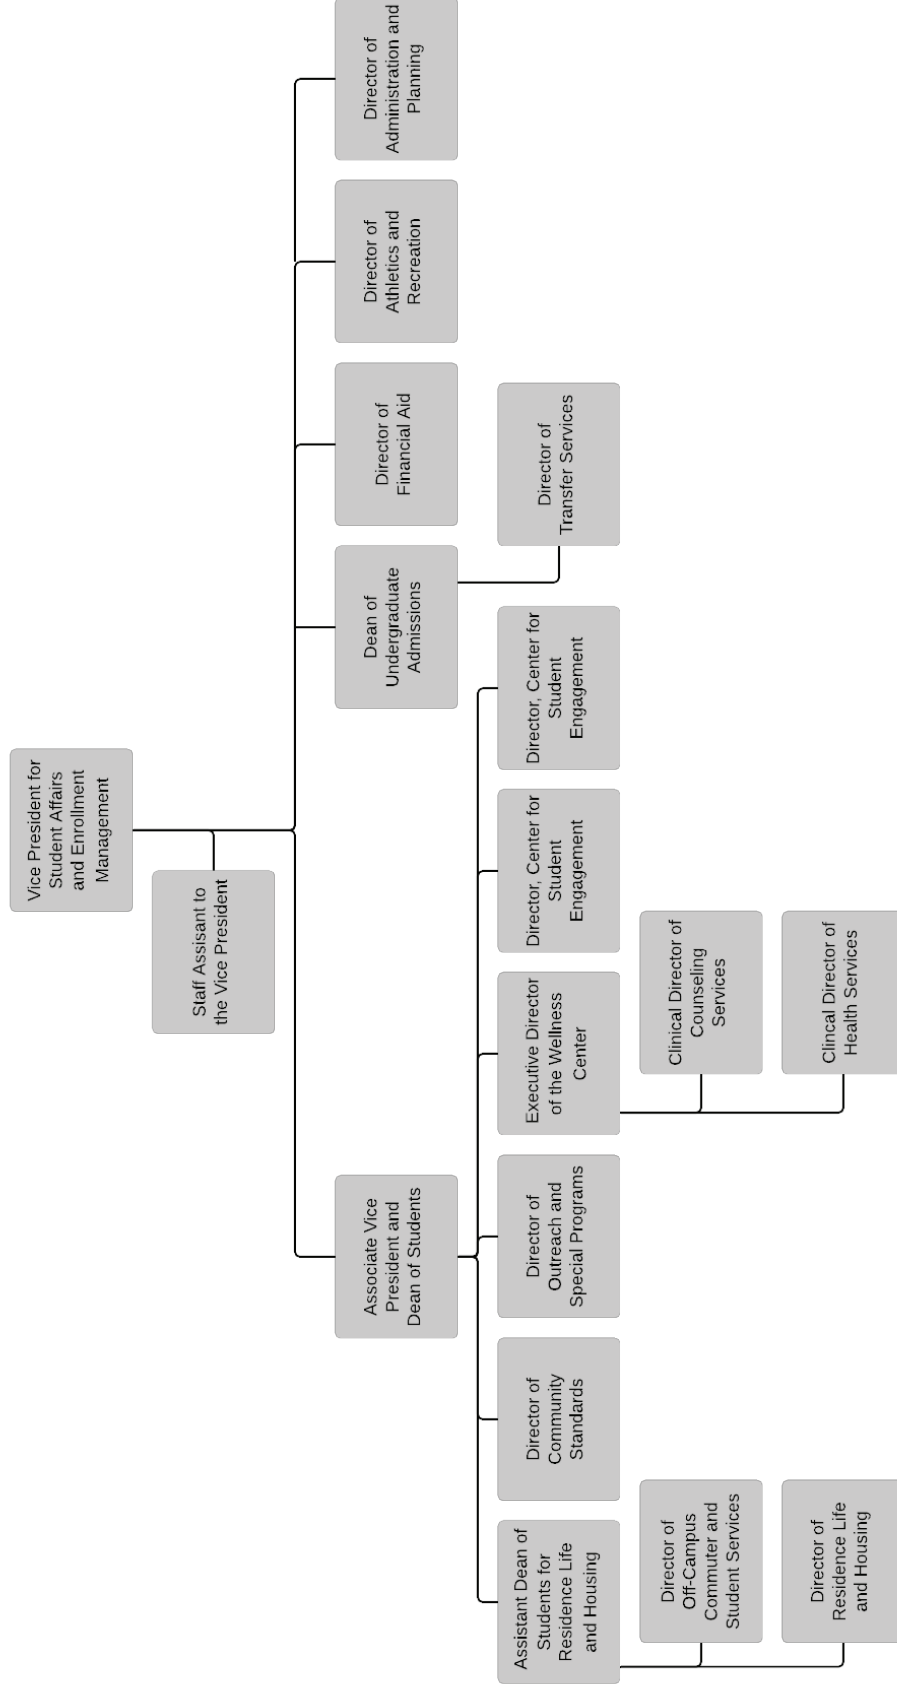 Vice President for
Student Affairs
and Enrollment
Management
Staff Assisant to
the Vice President
Associate Vice
President and
Dean of Students
Dean of
Undergraduate
Admissions
Director of
Financial Aid
Director of
Athletics and
Recreation
Director of
Administration and
Planning
Assistant Dean of
Students for
Residence Life
and Housing
Director of
Community
Standards
Director of
Outreach and
Special Programs
Executive Director
of the Wellness
Center
Director, Center for
Student
Engagement
Director, Center for
Student
Engagement
Director of
Transfer Services
Director of
Off-Campus
Commuter and
Student Services
Clinical Director of
Counseling
Services
Director of
Residence Life
and Housing
Clincal Director of
Health Services